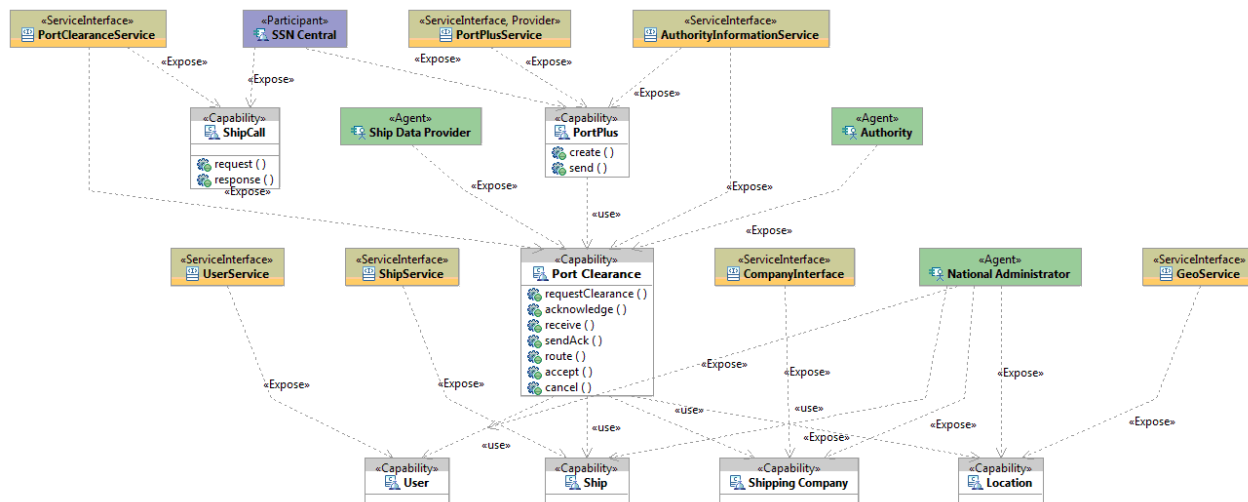 «ServiceInterface»
PortClearanceService
«Participant»
SSN Central
«ServiceInterface, Provider»
PortPlusService
«ServiceInterface»
AuthorityInformationService
«Expose»
«Expose»
«Expose»
«Expose»
«Expose»
«Capability»
ShipCall
request ( )
response ( )
«Agent»
Ship Data Provider
«Capability»
PortPlus
create ( )
send ( )
«Agent»
Authority
«Expose»
«Expose»
«Expose»
«use»
«Expose»
«ServiceInterface»
UserService
«ServiceInterface»
ShipService
«Capability»
Port Clearance
requestClearance ( )
acknowledge ( )
receive ( )
sendAck ( )
route ( )
accept ( )
cancel ( )
«ServiceInterface»
CompanyInterface
«Agent»
National Administrator
«ServiceInterface»
GeoService
«Expose»
«Expose»
«Expose»
«Expose»
«Expose»
«use»
«use»
«Expose»
«use»
«use»
«Expose»
«Capability»
User
«Capability»
Ship
«Capability»
Shipping Company
«Capability»
Location